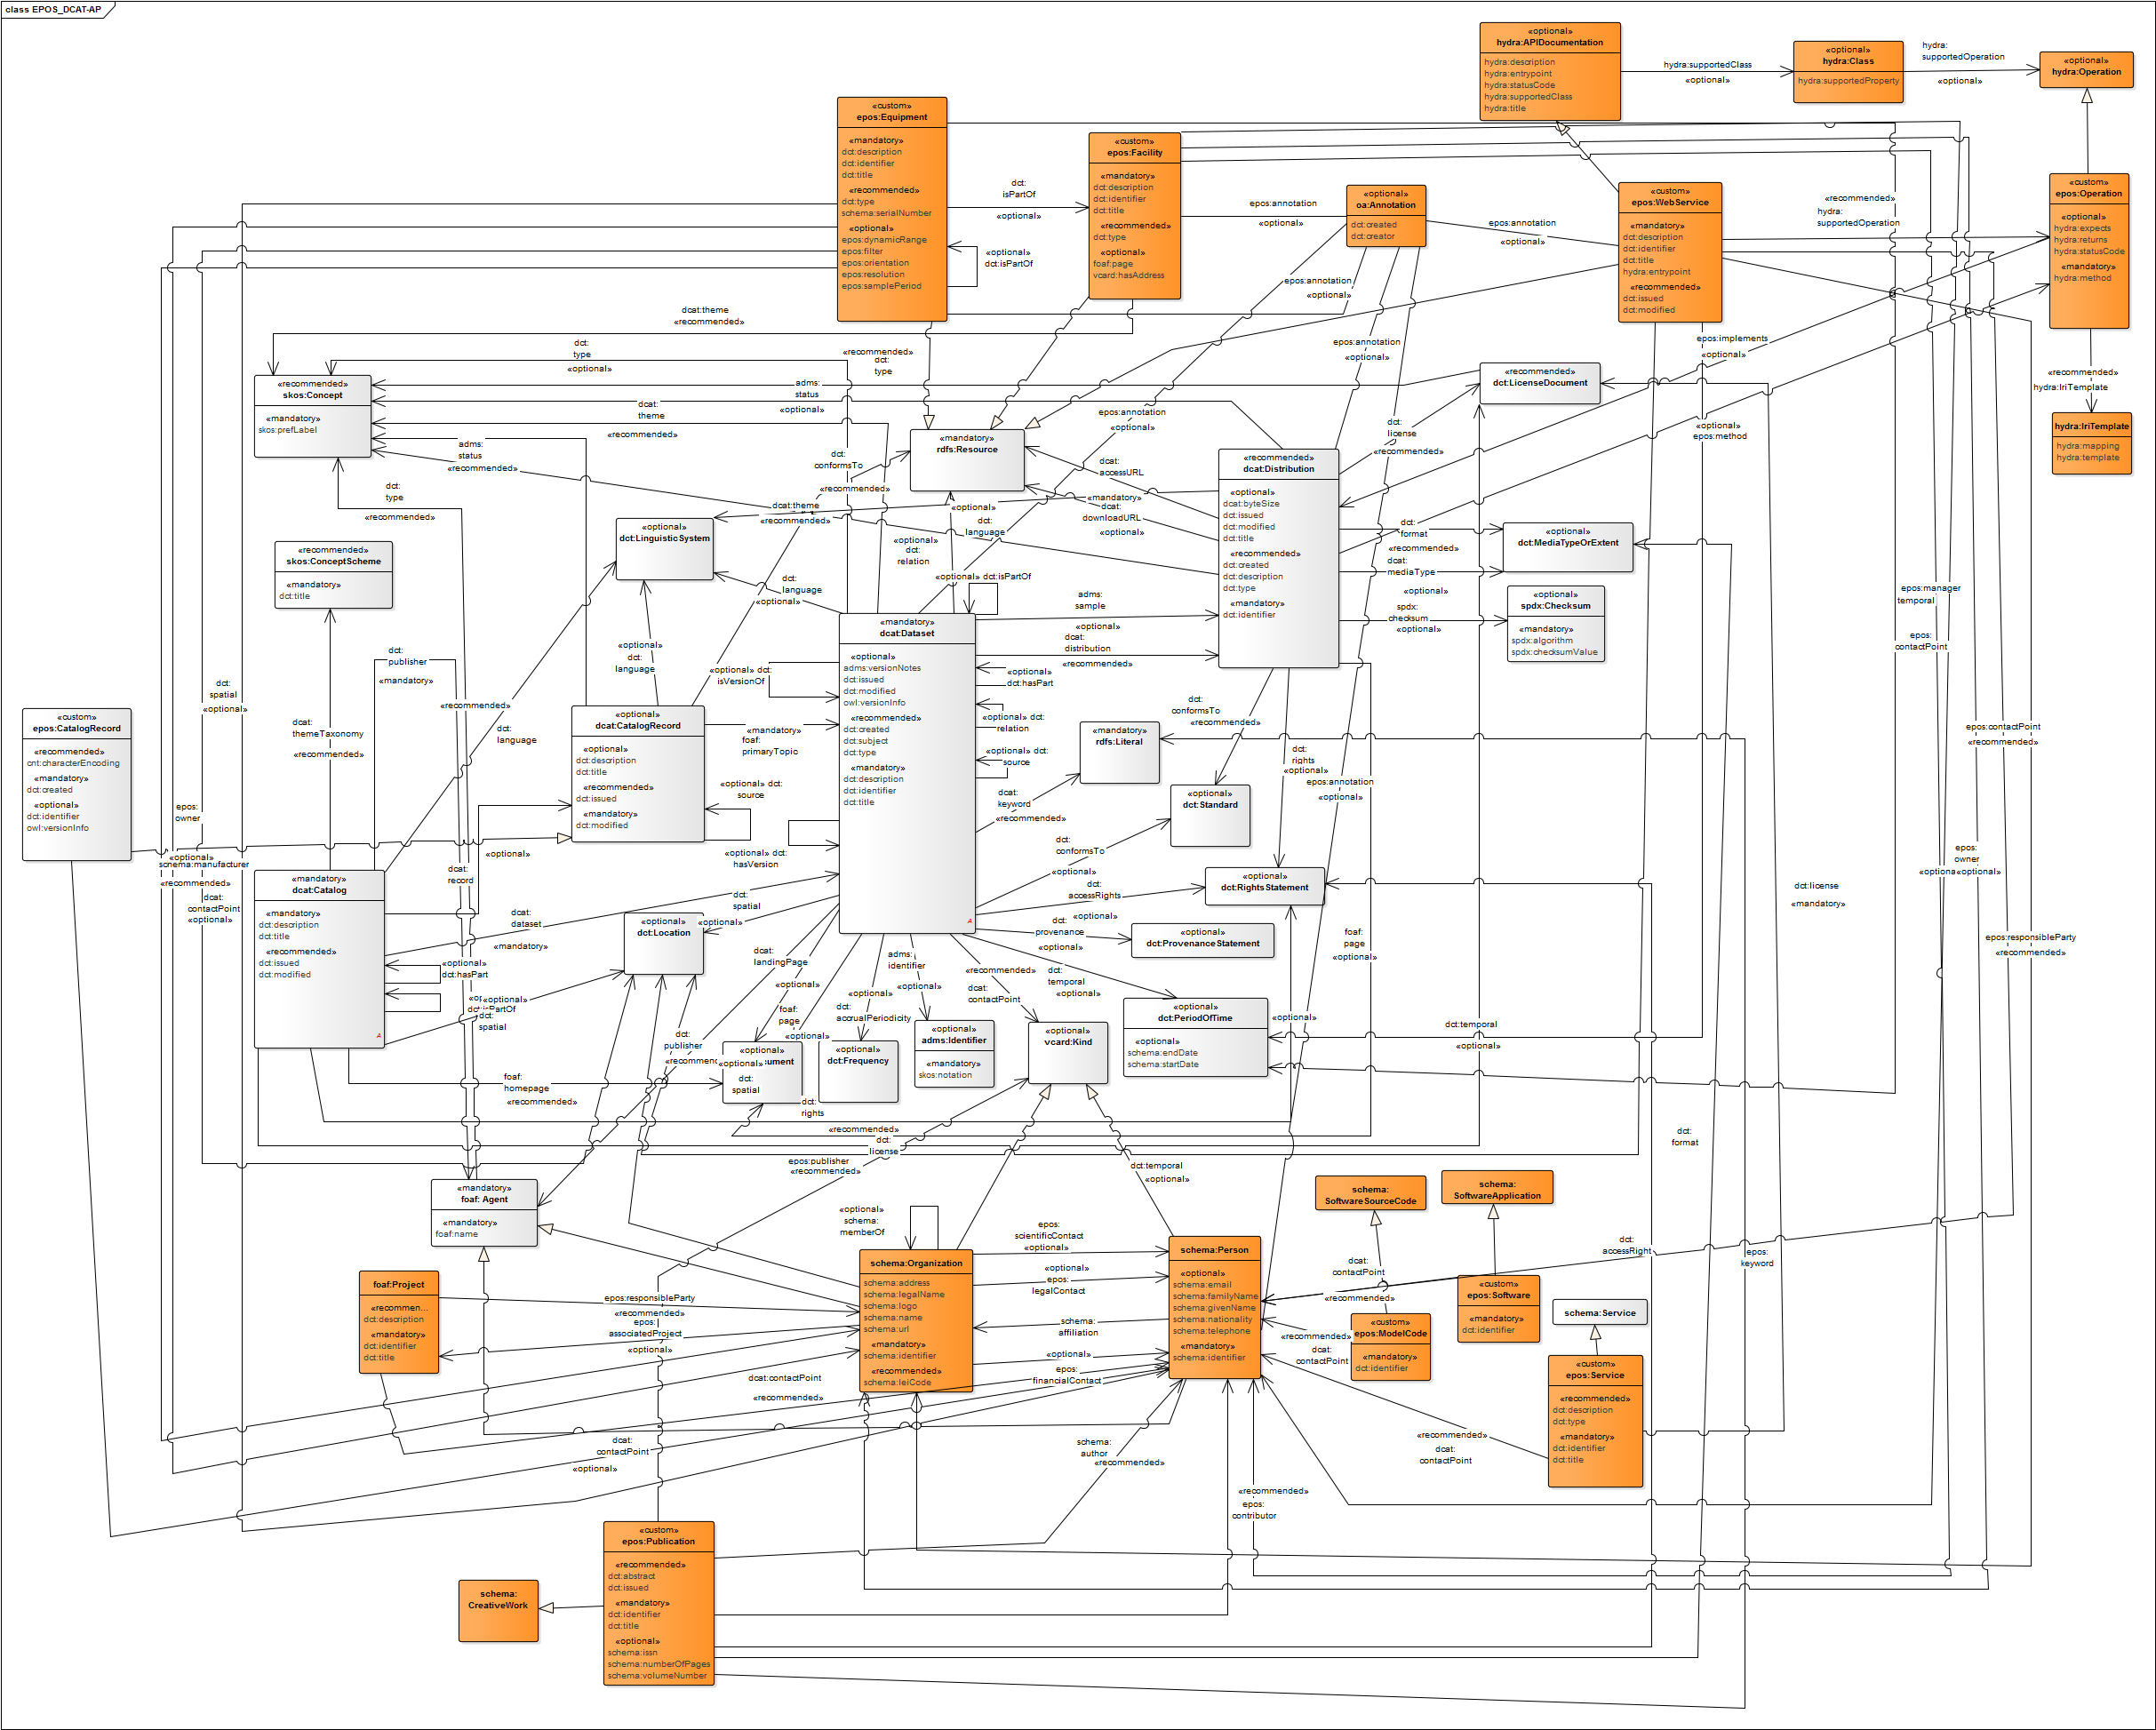 class EPOS_DCAT-AP
«optional»
hydra:APIDocumentation
hydra:description
hydra:entrypoint
hydra:statusCode
hydra:supportedClass
hydra:title
hydra:supportedClass
«optional»
«optional»
hydra:Class
hydra:supportedProperty
hydra:
supportedOperation
«optional»
«optional»
hydra:Operation
«custom»
epos:Equipment
«mandatory»
dct:description
dct:identifier
dct:title
«recommended»
dct:type
schema:serialNumber
«optional»
epos:dynamicRange
epos:filter
epos:orientation
epos:resolution
epos:samplePeriod
dct:
isPartOf
«optional»
«optional»
dct:isPartOf
«custom»
epos:Facility
«mandatory»
dct:description
dct:identifier
dct:title
«recommended»
dct:type
«optional»
foaf:page
vcard:hasAddress
epos:annotation
«optional»
«optional»
oa:Annotation
dct:created
dct:creator
epos:annotation
«optional»
«custom»
epos:WebService
«mandatory»
dct:description
dct:identifier
dct:title
hydra:entrypoint
«recommended»
dct:issued
dct:modified
«recommended»
hydra:
supportedOperation
«custom»
epos:Operation
«optional»
hydra:expects
hydra:returns
hydra:statusCode
«mandatory»
hydra:method
epos:annotation
«optional»
dcat:theme
«recommended»
dct:
type
«optional»
«recommended»
dct:
type
epos:annotation
«optional»
epos:implements
«optional»
«recommended»
hydra:IriTemplate
hydra:IriTemplate
hydra:mapping
hydra:template
«recommended»
skos:Concept
«mandatory»
skos:prefLabel
adms:
status
«optional»
dcat:
theme
«recommended»
«recommended»
dct:LicenseDocument
epos:annotation
«optional»
dct:
license
«recommended»
«optional»
epos:method
adms:
status
«recommended»
dct:
conformsTo
«recommended»
«mandatory»
rdfs:Resource
dcat:
accessURL
«mandatory»
dcat:
downloadURL
«optional»
«recommended»
dcat:Distribution
«optional»
dcat:byteSize
dct:issued
dct:modified
dct:title
«recommended»
dct:created
dct:description
dct:type
«mandatory»
dct:identifier
dct:
type
«recommended»
dcat:theme
«recommended»
«optional»
dct:
language
«optional»
dct:LinguisticSystem
«optional»
dct:
relation
dct:
format
«recommended»
dcat:
mediaType
«optional»
«optional»
dct:MediaTypeOrExtent
«recommended»
skos:ConceptScheme
«mandatory»
dct:title
dct:
language
«optional»
«optional» dct:isPartOf
spdx:
checksum
«optional»
«optional»
spdx:Checksum
«mandatory»
spdx:algorithm
spdx:checksumValue
epos:manager
temporal
epos:
contactPoint
«mandatory»
dcat:Dataset
«optional»
adms:versionNotes
dct:issued
dct:modified
owl:versionInfo
«recommended»
dct:created
dct:subject
dct:type
«mandatory»
dct:description
dct:identifier
dct:title
adms:
sample
«optional»
dcat:
distribution
«recommended»
dct:
publisher
«mandatory»
«optional»
dct:
language
«optional» dct:
isVersionOf
«optional»
dct:hasPart
dct:
spatial
«optional»
«recommended»
«custom»
epos:CatalogRecord
«recommended»
cnt:characterEncoding
«mandatory»
dct:created
«optional»
dct:identifier
owl:versionInfo
dcat:
themeTaxonomy
«recommended»
dct:
language
«optional»
dcat:CatalogRecord
«optional»
dct:description
dct:title
«recommended»
dct:issued
«mandatory»
dct:modified
«mandatory»
foaf:
primaryTopic
«optional» dct:
relation
«optional» dct:
source
«mandatory»
rdfs:Literal
dct:
conformsTo
«recommended»
dct:
rights
«optional»
epos:annotation
«optional»
epos:contactPoint
«recommended»
«optional» dct:
source
dcat:
keyword
«recommended»
«optional»
dct:Standard
epos:
owner
«optional»
schema:manufacturer
«recommended»
«optional»
«optional» dct:
hasVersion
dct:
conformsTo
«optional»
epos:
owner
«optional»
«mandatory»
dcat:Catalog
«mandatory»
dct:description
dct:title
«recommended»
dct:issued
dct:modified
dcat:
contactPoint
«optional»
dcat:
record
dcat:
dataset
«mandatory»
dct:
spatial
«optional»
dct:
accessRights
«optional»
«optional»
dct:RightsStatement
dct:license
«mandatory»
«optional»
dct:Location
dct:
provenance
«optional»
«optional»
dct:ProvenanceStatement
foaf:
page
«optional»
epos:responsibleParty
«recommended»
«optional»
dct:hasPart
«optional»
dct:isPartOf
dct:
spatial
dcat:
landingPage
«optional»
adms:
identifier
«optional»
«recommended»
dcat:
contactPoint
dct:
temporal
«optional»
foaf:
page
«optional»
«optional»
dct:
accrualPeriodicity
«optional»
adms:Identifier
«mandatory»
skos:notation
«optional»
vcard:Kind
«optional»
dct:PeriodOfTime
«optional»
schema:endDate
schema:startDate
«optional»
dct:temporal
«optional»
dct:
publisher
«optional»
dct:
spatial
«optional»
dct:Frequency
foaf:
homepage
«recommended»
dct:
rights
«recommended»
dct:
license
epos:publisher
«recommended»
dct:temporal
«optional»
dct:
format
«mandatory»
foaf: Agent
«mandatory»
foaf:name
«optional»
schema:
memberOf
schema:Organization
schema:address
schema:legalName
schema:logo
schema:name
schema:url
«mandatory»
schema:identifier
«recommended»
schema:leiCode
epos:
scientificContact
«optional»
«optional»
epos:
legalContact
schema:
affiliation
«optional»
epos:
financialContact
schema:Person
«optional»
schema:email
schema:familyName
schema:givenName
schema:nationality
schema:telephone
«mandatory»
schema:identifier
schema:
SoftwareSourceCode
schema:
SoftwareApplication
dcat:
contactPoint
«recommended»
dct:
accessRight
epos:
keyword
foaf:Project
«recommen...
dct:description
«mandatory»
dct:identifier
dct:title
epos:responsibleParty
«recommended»
epos:
associatedProject
«optional»
«recommended»
dcat:
contactPoint
«custom»
epos:ModelCode
«mandatory»
dct:identifier
«custom»
epos:Software
«mandatory»
dct:identifier
schema:Service
«custom»
epos:Service
«recommended»
dct:description
dct:type
«mandatory»
dct:identifier
dct:title
dcat:contactPoint
«recommended»
dcat:
contactPoint
«optional»
schema:
author
«recommended»
«recommended»
dcat:
contactPoint
«recommended»
epos:
contributor
«custom»
epos:Publication
«recommended»
dct:abstract
dct:issued
«mandatory»
dct:identifier
dct:title
«optional»
schema:issn
schema:numberOfPages
schema:volumeNumber
schema:
CreativeWork